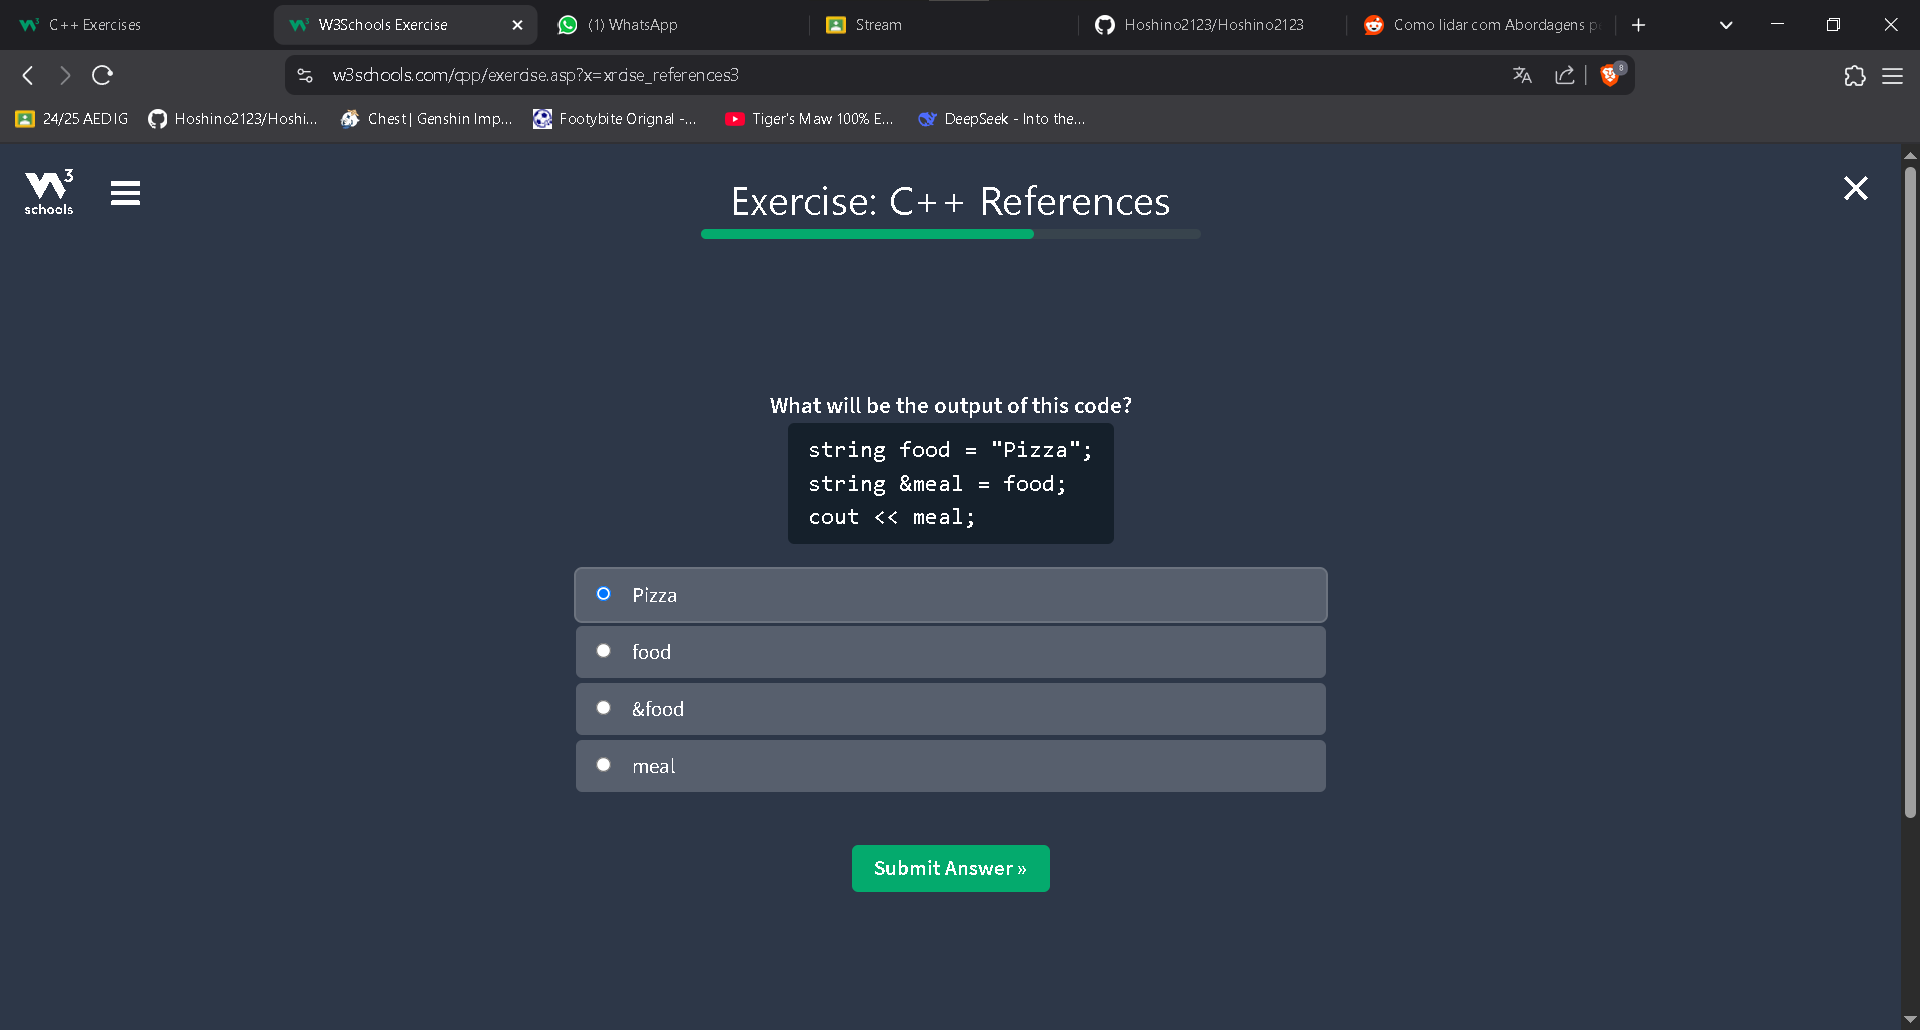 C++ Exercises
W3Schools Exercise
(1) WhatsApp
Stream
Hoshino2123/Hoshino2123
Como lidar com Abordagens pe
w3schools.com/cpp/exercise.asp?x=xrcise_references3
24/25 AEDIG
Hoshino2123/Hoshi...
Chest | Genshin Imp...
Footybite Orignal -...
Tiger's Maw 100% E...
DeepSeek - Into the...
W3
schools
Exercise: C++ References
What will be the output of this code?
string food = "Pizza";
string &meal = food;
cout << meal;
Pizza
food
&food
meal
Submit Answer »